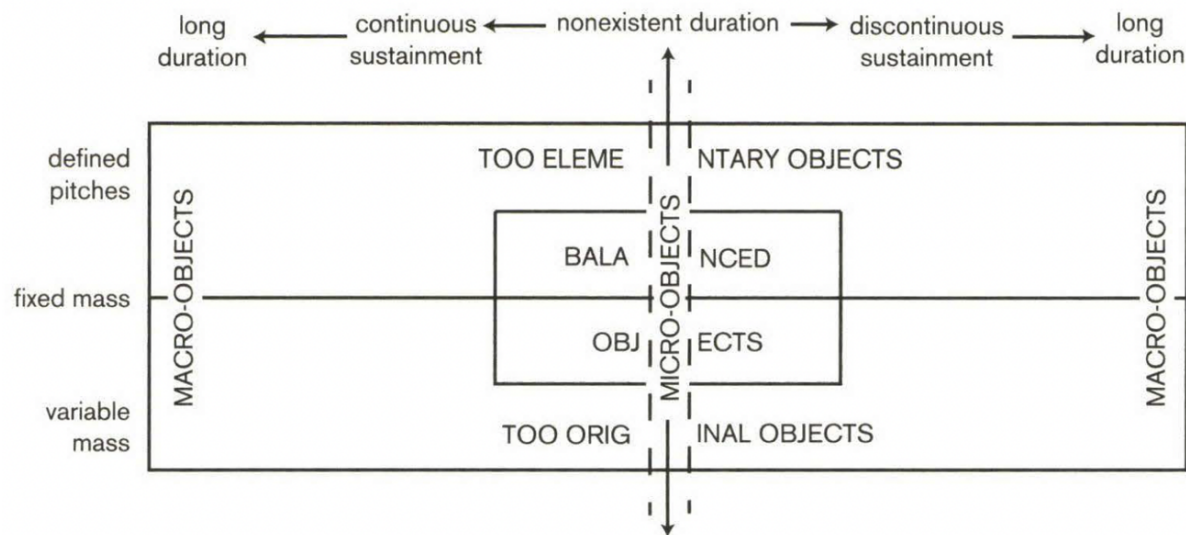 long duration
continuous sustainment
nonexistent duration
discontinuous sustainment
long duration
defined pitches
TOO ELEME NTARY OBJECTS
MACRO-OBJECTS
MICRO-OBJECTS
MACRO-OBJECTS
BALA NCED
fixed mass
OBJ ECTS
variable mass
TOO ORIG INAL OBJECTS